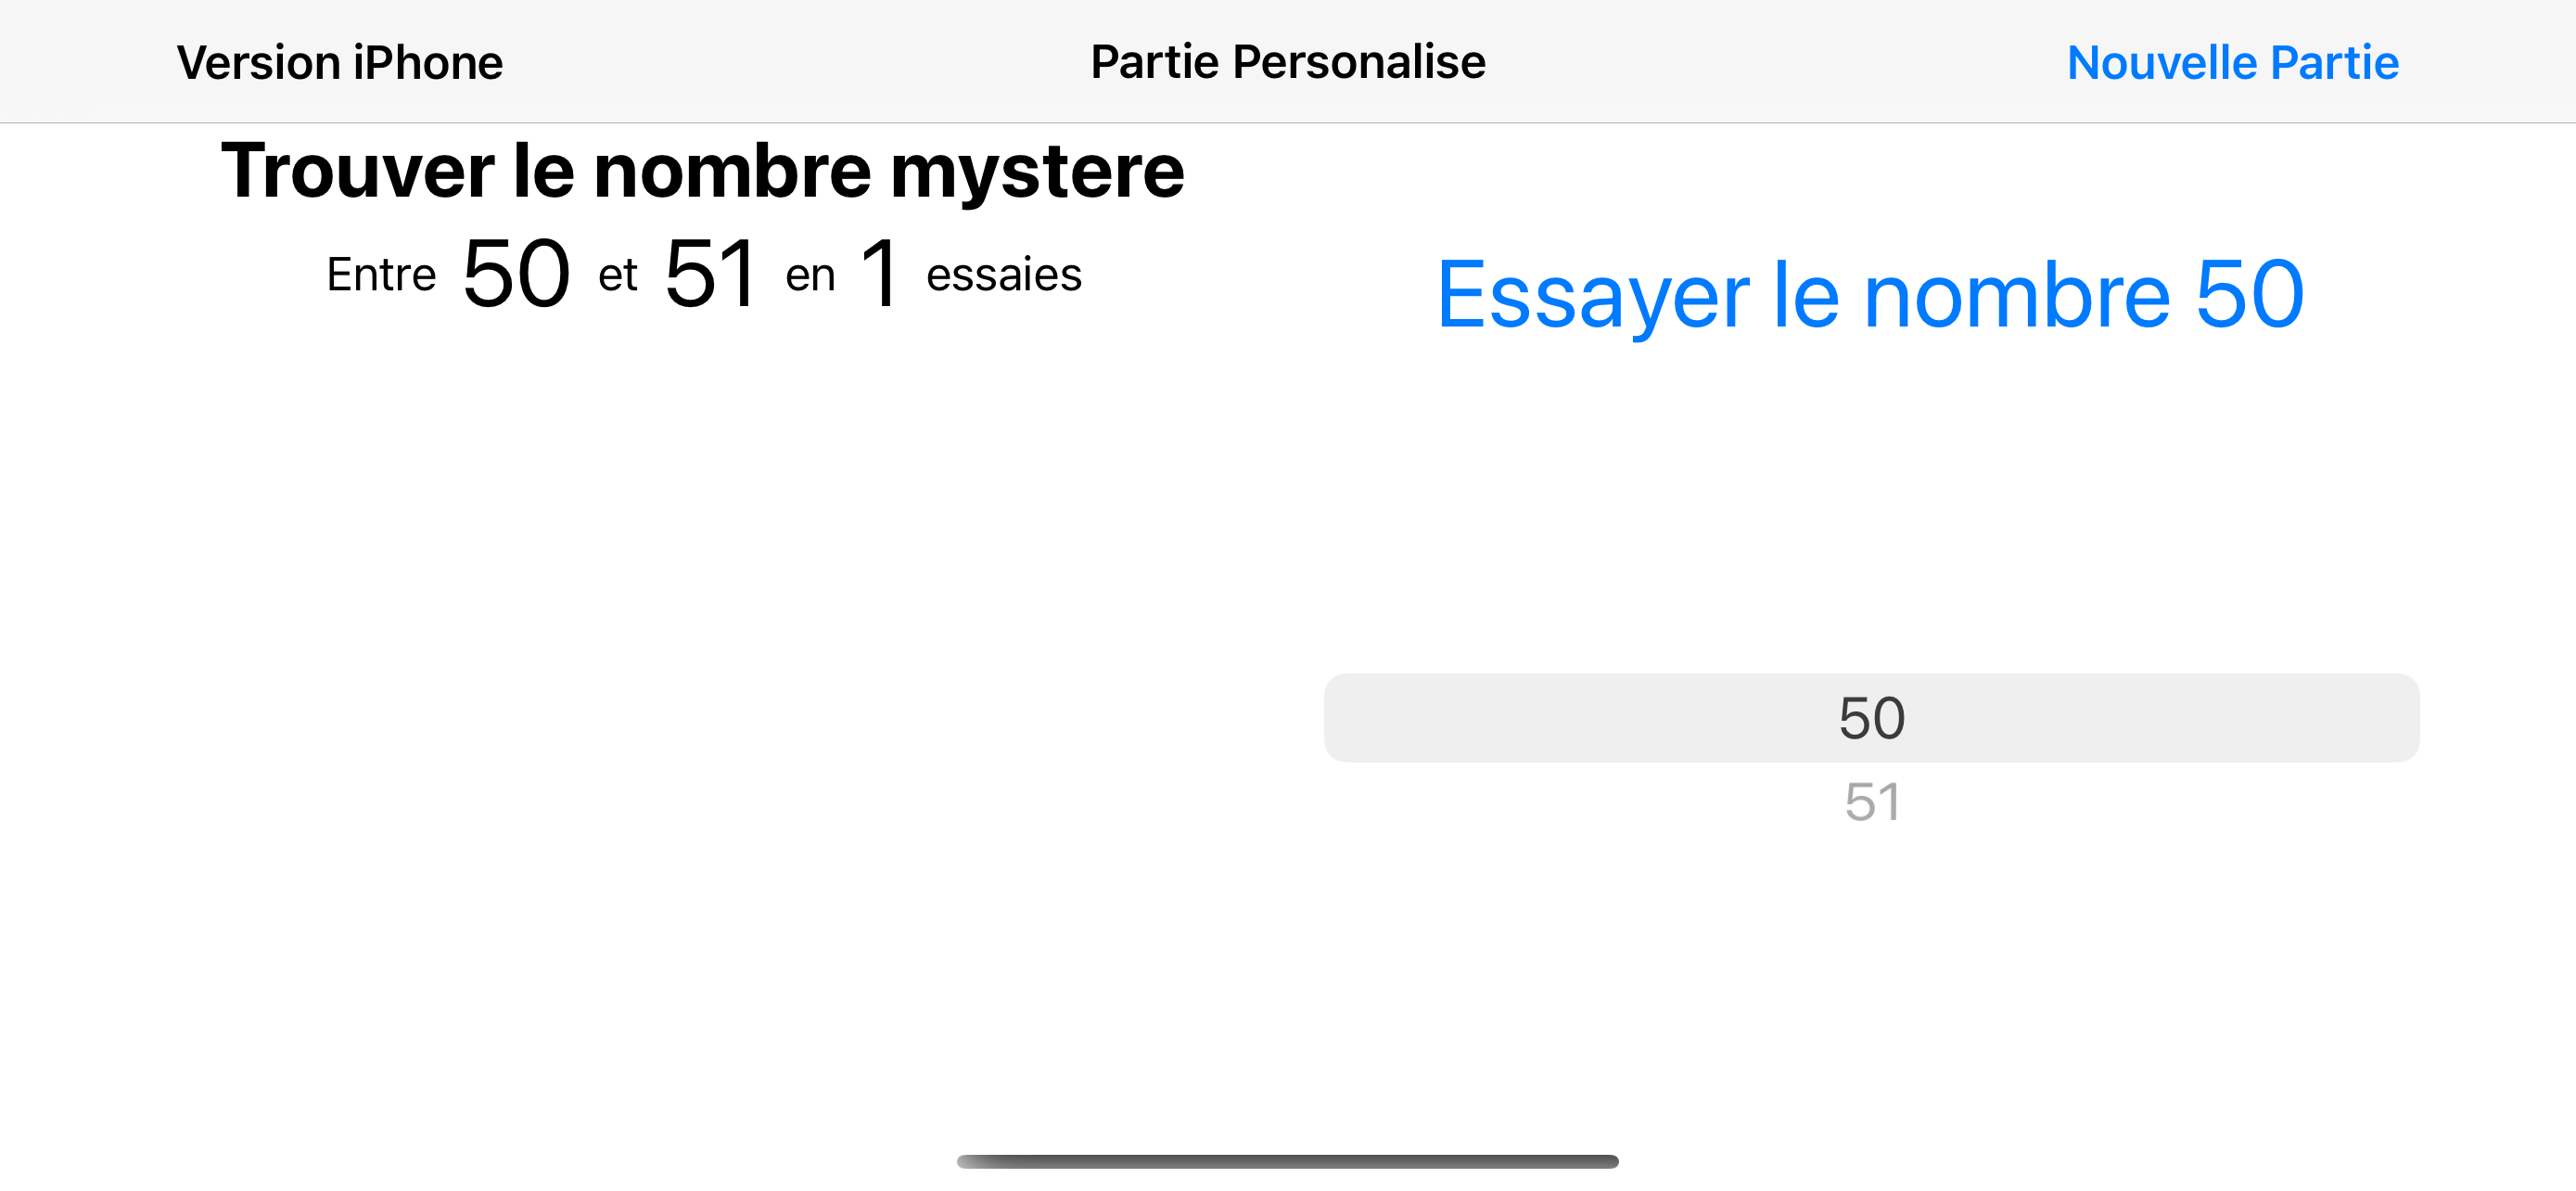 Version iPhone
Partie Personalise
Nouvelle Partie
Trouver le nombre mystere
Entre 50 et 51 en 1 essaies
Essayer le nombre 50
50
51